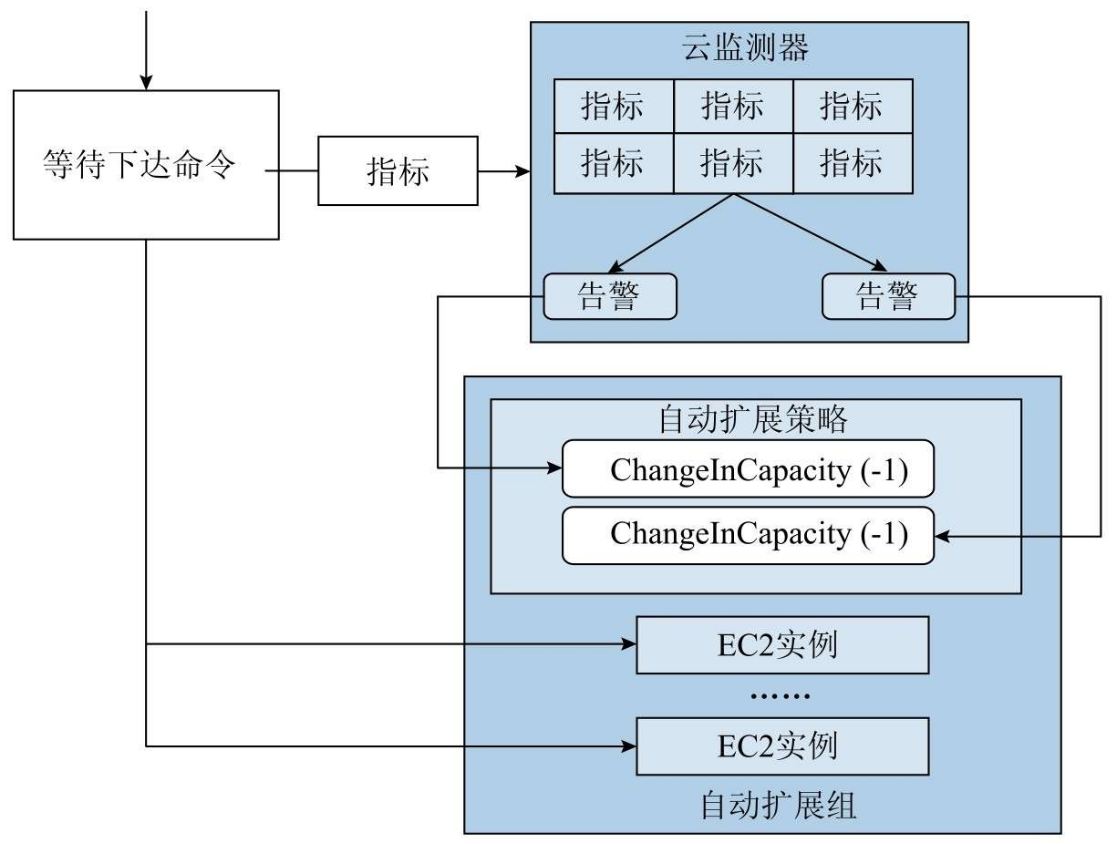 云监测器
指标 指标 指标
指标 指标 指标
等待下达命令
指标
告警 告警
自动扩展策略
ChangeInCapacity (-1)
ChangeInCapacity (-1)
EC2实例
......
EC2实例
自动扩展组